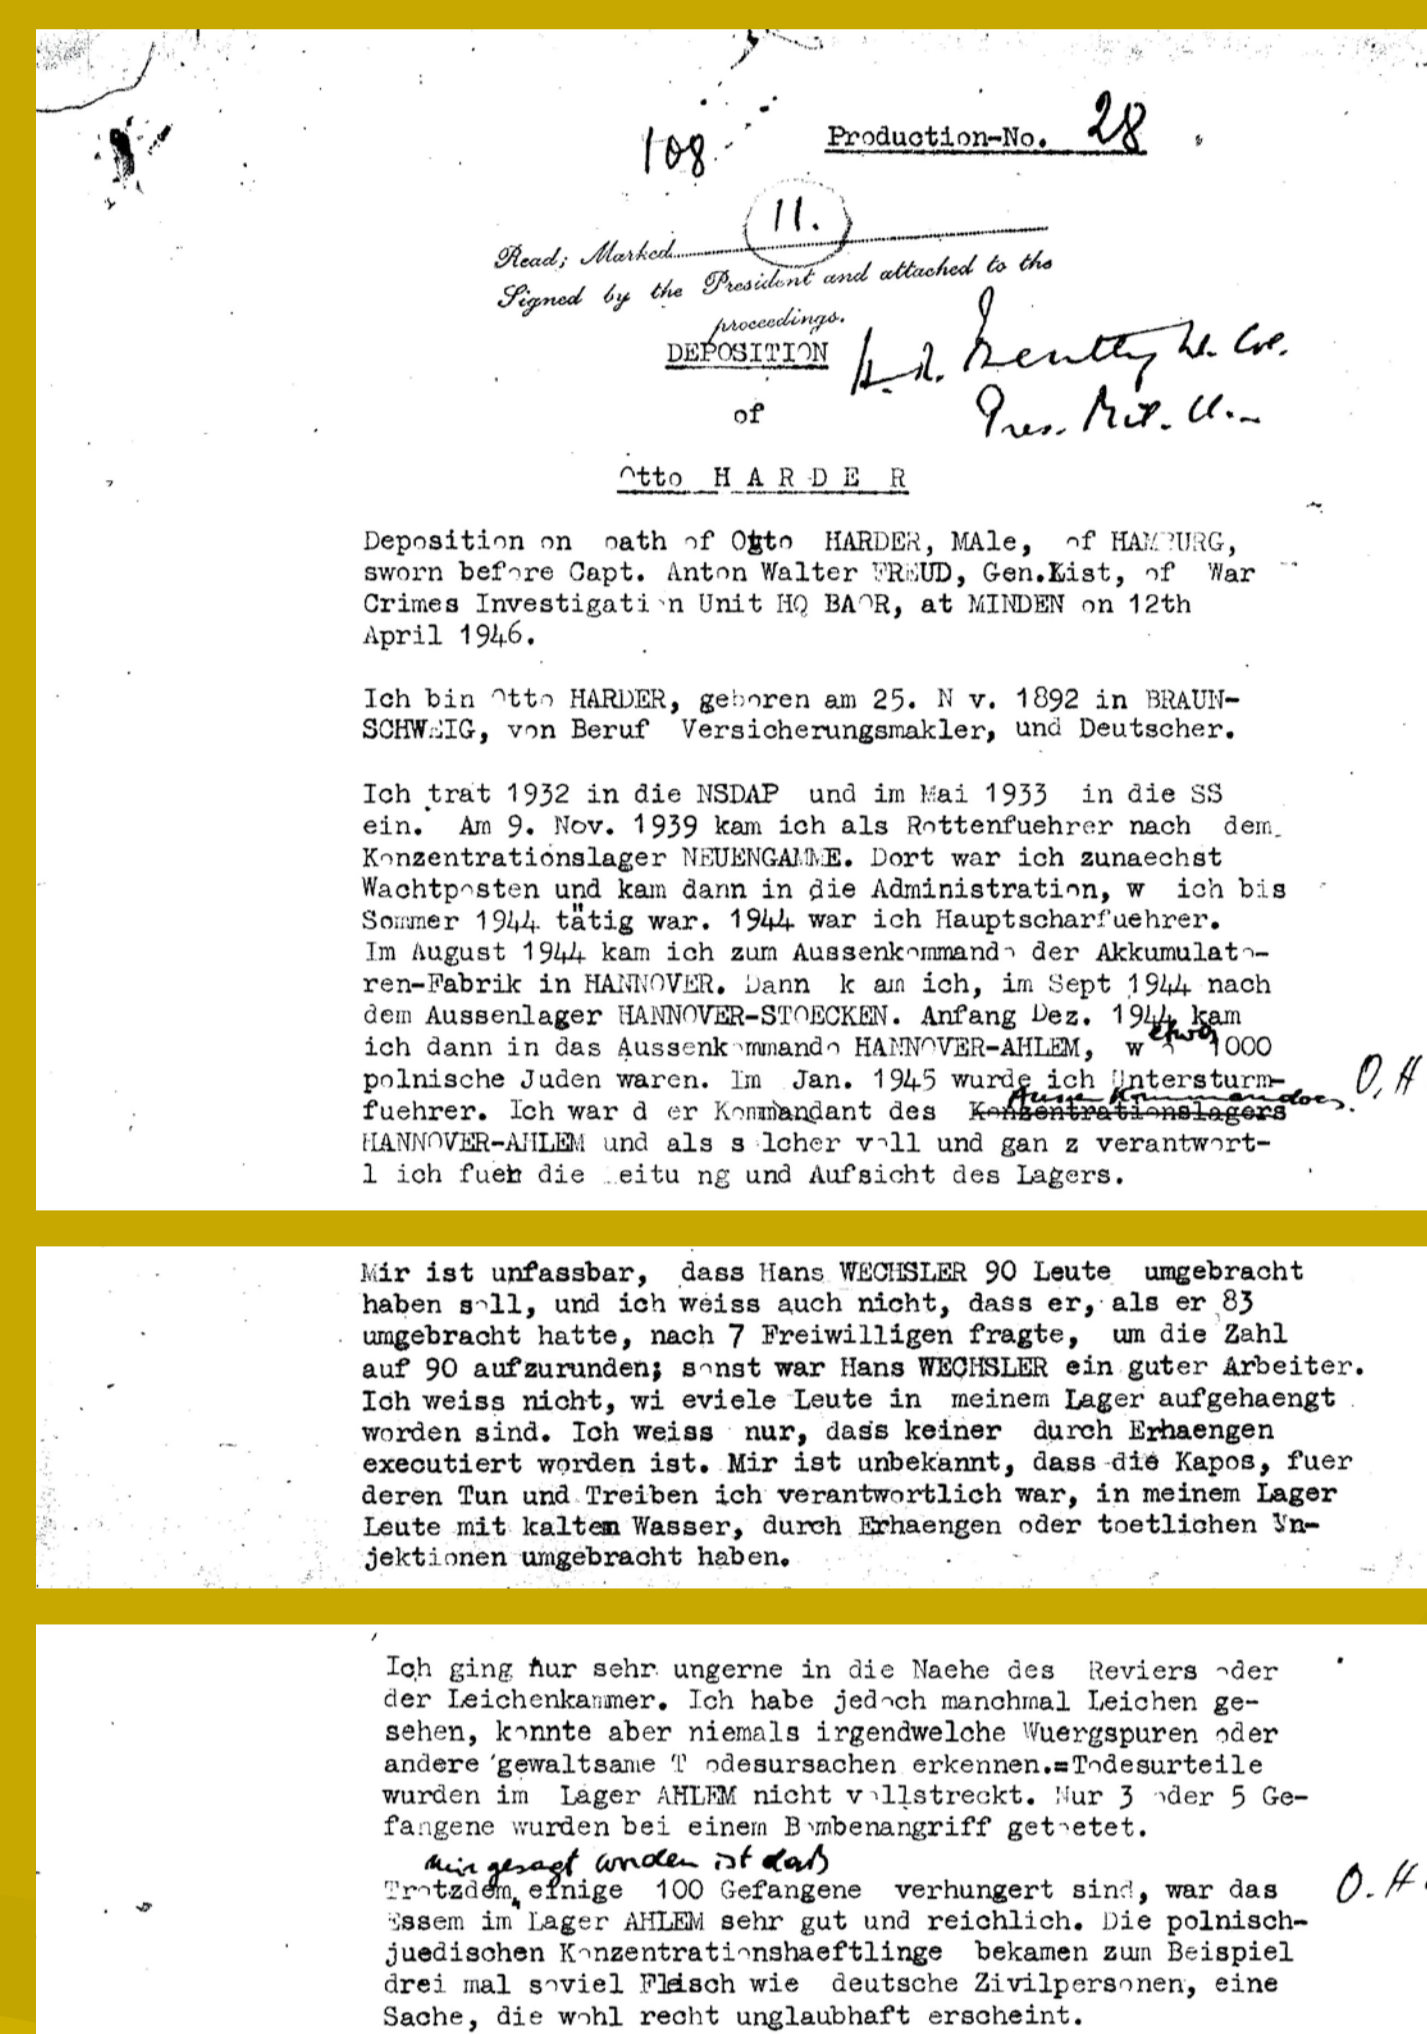 108
Production-No. 28
11.
Read; Marked
Signed by the President and attached to the
proceedings.
DEPOSITION
of
Pres. Mil. Ct.
Otto HARDER
Deposition on oath of Otto HARDER, MAle, of HAMBURG,
sworn before Capt. Anton Walter FREUD, Gen.List, of War
Crimes Investigation Unit HQ BAOR, at MINDEN on 12th
April 1946.
Ich bin Otto HARDER, geboren am 25. N v. 1892 in BRAUN-
SCHWEIG, von Beruf Versicherungsmakler, und Deutscher.
Ich trat 1932 in die NSDAP und im Mai 1933 in die SS
ein. Am 9. Nov. 1939 kam ich als Rottenfuehrer nach dem
Konzentrationslager NEUENGAMME. Dort war ich zunaechst
Wachtposten und kam dann in die Administration, w ich bis
Sommer 1944 tätig war. 1944 war ich Hauptscharfuehrer.
Im August 1944 kam ich zum Aussenkommando der Akkumulato-
ren-Fabrik in HANNOVER. Dann k am ich, im Sept 1944 nach
dem Aussenlager HANNOVER-STOECKEN. Anfang Dez. 1944 kam
ich dann in das Aussenkommando HANNOVER-AHLEM, wo etwa 1000
polnische Juden waren. Im Jan. 1945 wurde ich Untersturm- O.H
fuehrer. Ich war d er Kommandant des Konzentrationslagers Aussenkommandoes
HANNOVER-AHLEM und als solcher voll und gan z verantwort-
l ich fuer die Leitu ng und Aufsicht des Lagers.
Mir ist unfassbar, dass Hans WECHSLER 90 Leute umgebracht
haben soll, und ich weiss auch nicht, dass er, als er 83
umgebracht hatte, nach 7 Freiwilligen fragte, um die Zahl
auf 90 aufzurunden; sonst war Hans WECHSLER ein guter Arbeiter.
Ich weiss nicht, wi eviele Leute in meinem Lager aufgehaengt
worden sind. Ich weiss nur, dass keiner durch Erhaengen
executiert worden ist. Mir ist unbekannt, dass die Kapos, fuer
deren Tun und Treiben ich verantwortlich war, in meinem Lager
Leute mit kaltem Wasser, durch Erhaengen oder toetlichen In-
jektionen umgebracht haben.
Ich ging nur sehr ungerne in die Naehe des Reviers oder
der Leichenkammer. Ich habe jedoch manchmal Leichen ge-
sehen, konnte aber niemals irgendwelche Wuergspuren oder
andere gewaltsame T odesursachen erkennen.=Todesurteile
wurden im Lager AHLEM nicht vollstreckt. Nur 3 oder 5 Ge-
fangene wurden bei einem Bombenangriff getoetet.
mir gesagt worden ist daß
Trotzdem einige 100 Gefangene verhungert sind, war das O.H.
Essem im Lager AHLEM sehr gut und reichlich. Die polnisch-
juedischen Konzentrationshaeftlinge bekamen zum Beispiel
drei mal soviel Fleisch wie deutsche Zivilpersonen, eine
Sache, die wohl recht unglaubhaft erscheint.